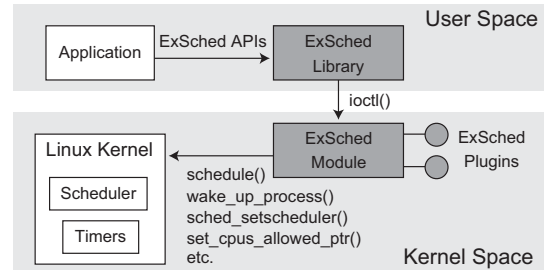 User Space
Application
ExSched APIs
ExSched
Library
ioctl()
Linux Kernel
Scheduler
Timers
ExSched
Module
ExSched
Plugins
schedule()
wake_up_process()
sched_setscheduler()
set_cpus_allowed_ptr()
etc.
Kernel Space